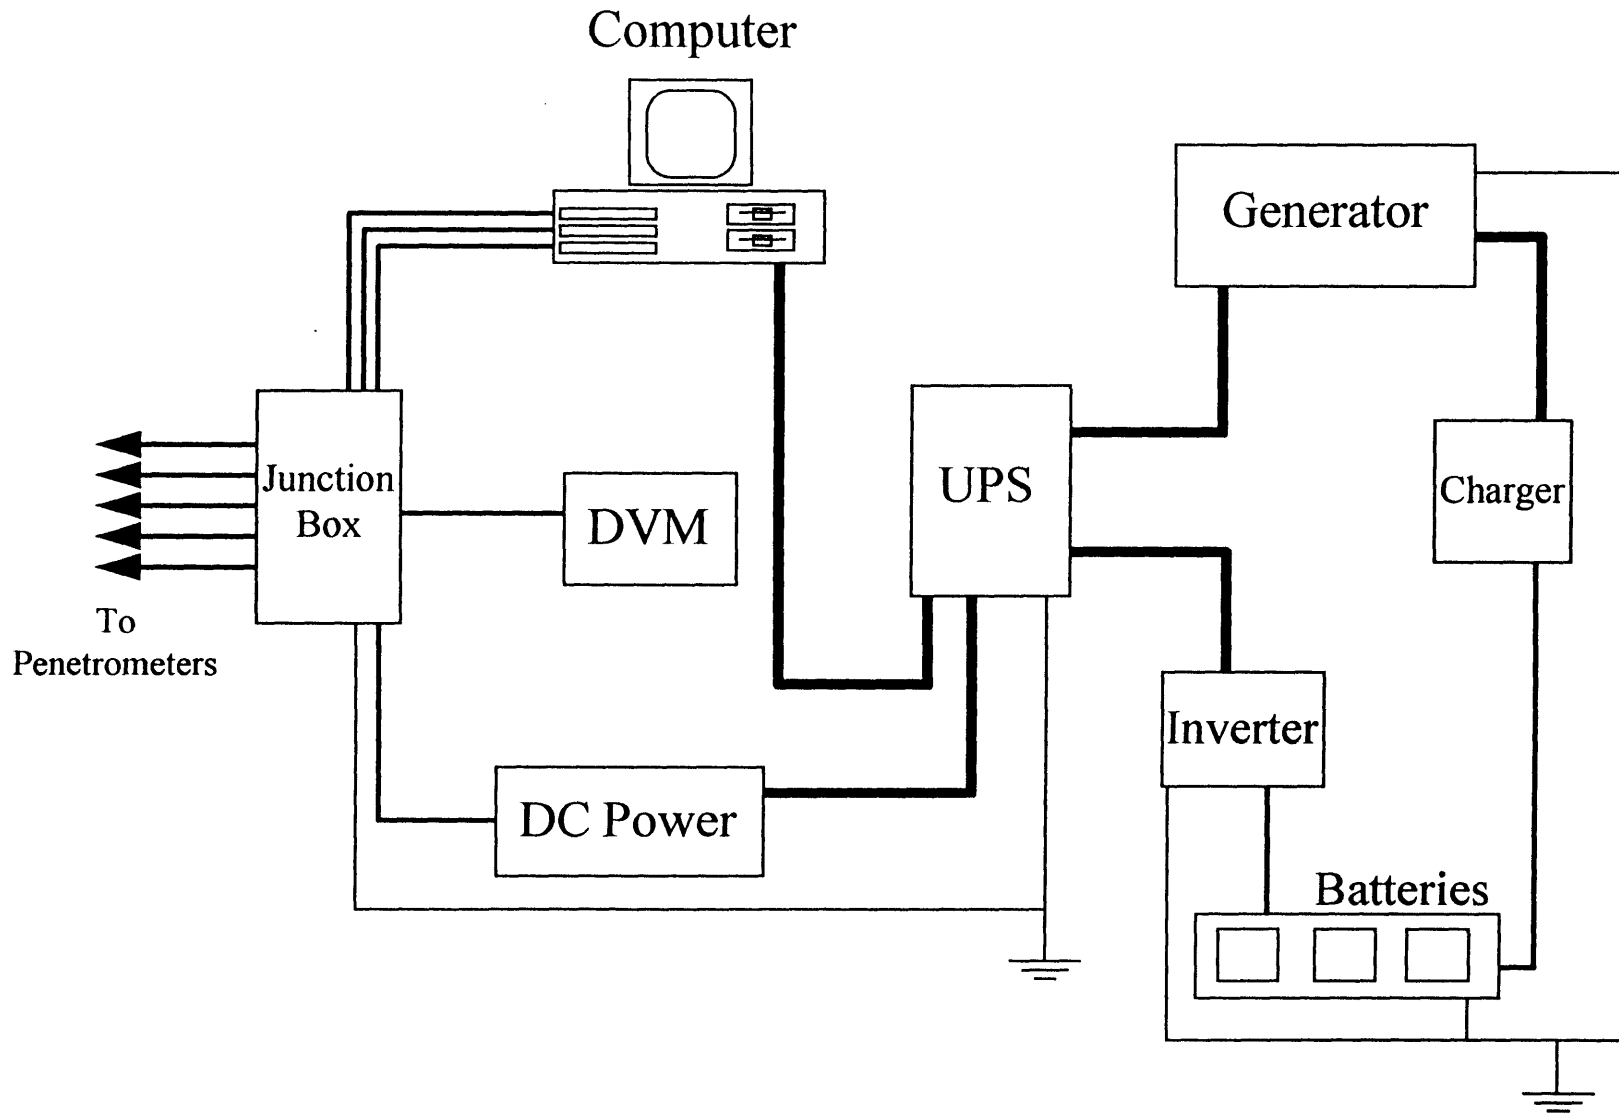 Computer
Generator
Junction
Box
DVM
UPS
Charger
To
Penetrometers
Inverter
DC Power
Batteries